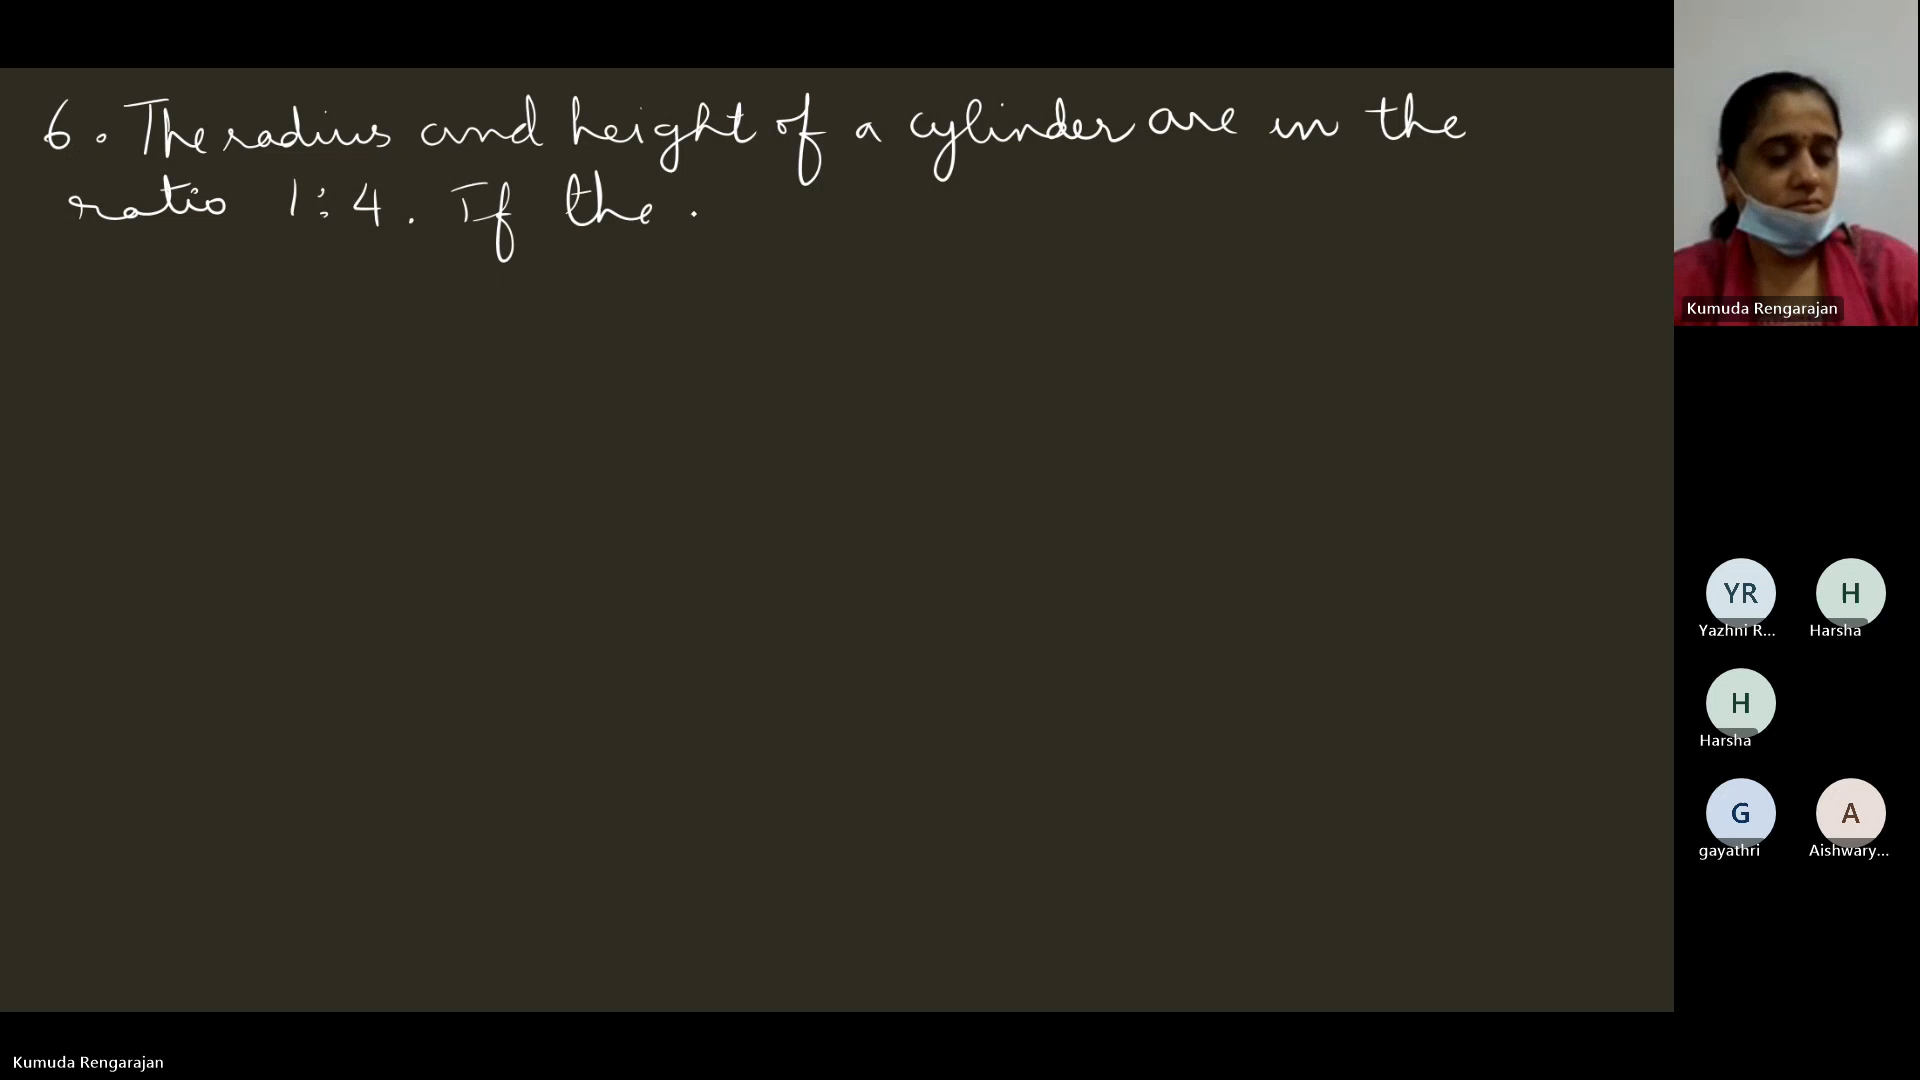 6. The radius and height of a cylinder are in the
ratio 1:4. If the .
Kumuda Rengarajan
YR
H
Yazhni R...
Harsha
H
Harsha
G
A
gayathri
Aishwary...
Kumuda Rengarajan